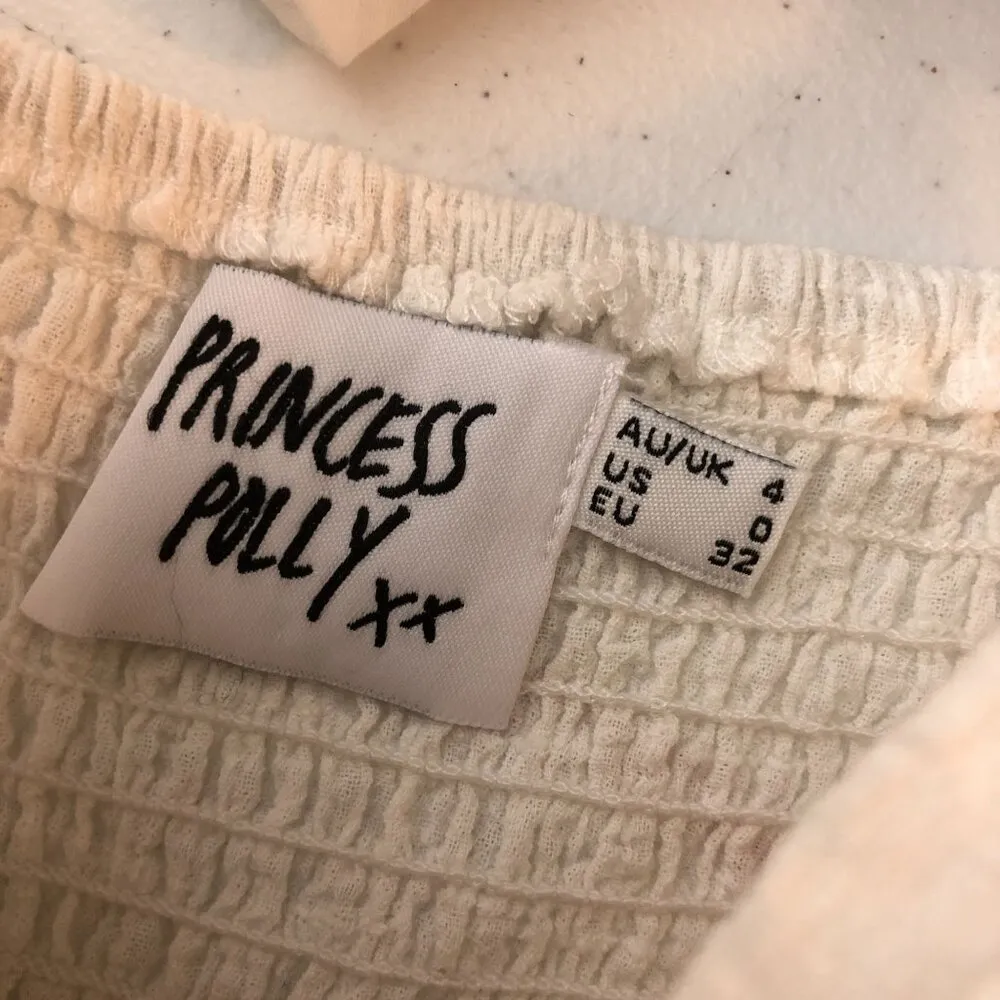 PRINCESS
POLLY xx
AU/UK 4
US 0
EU 32